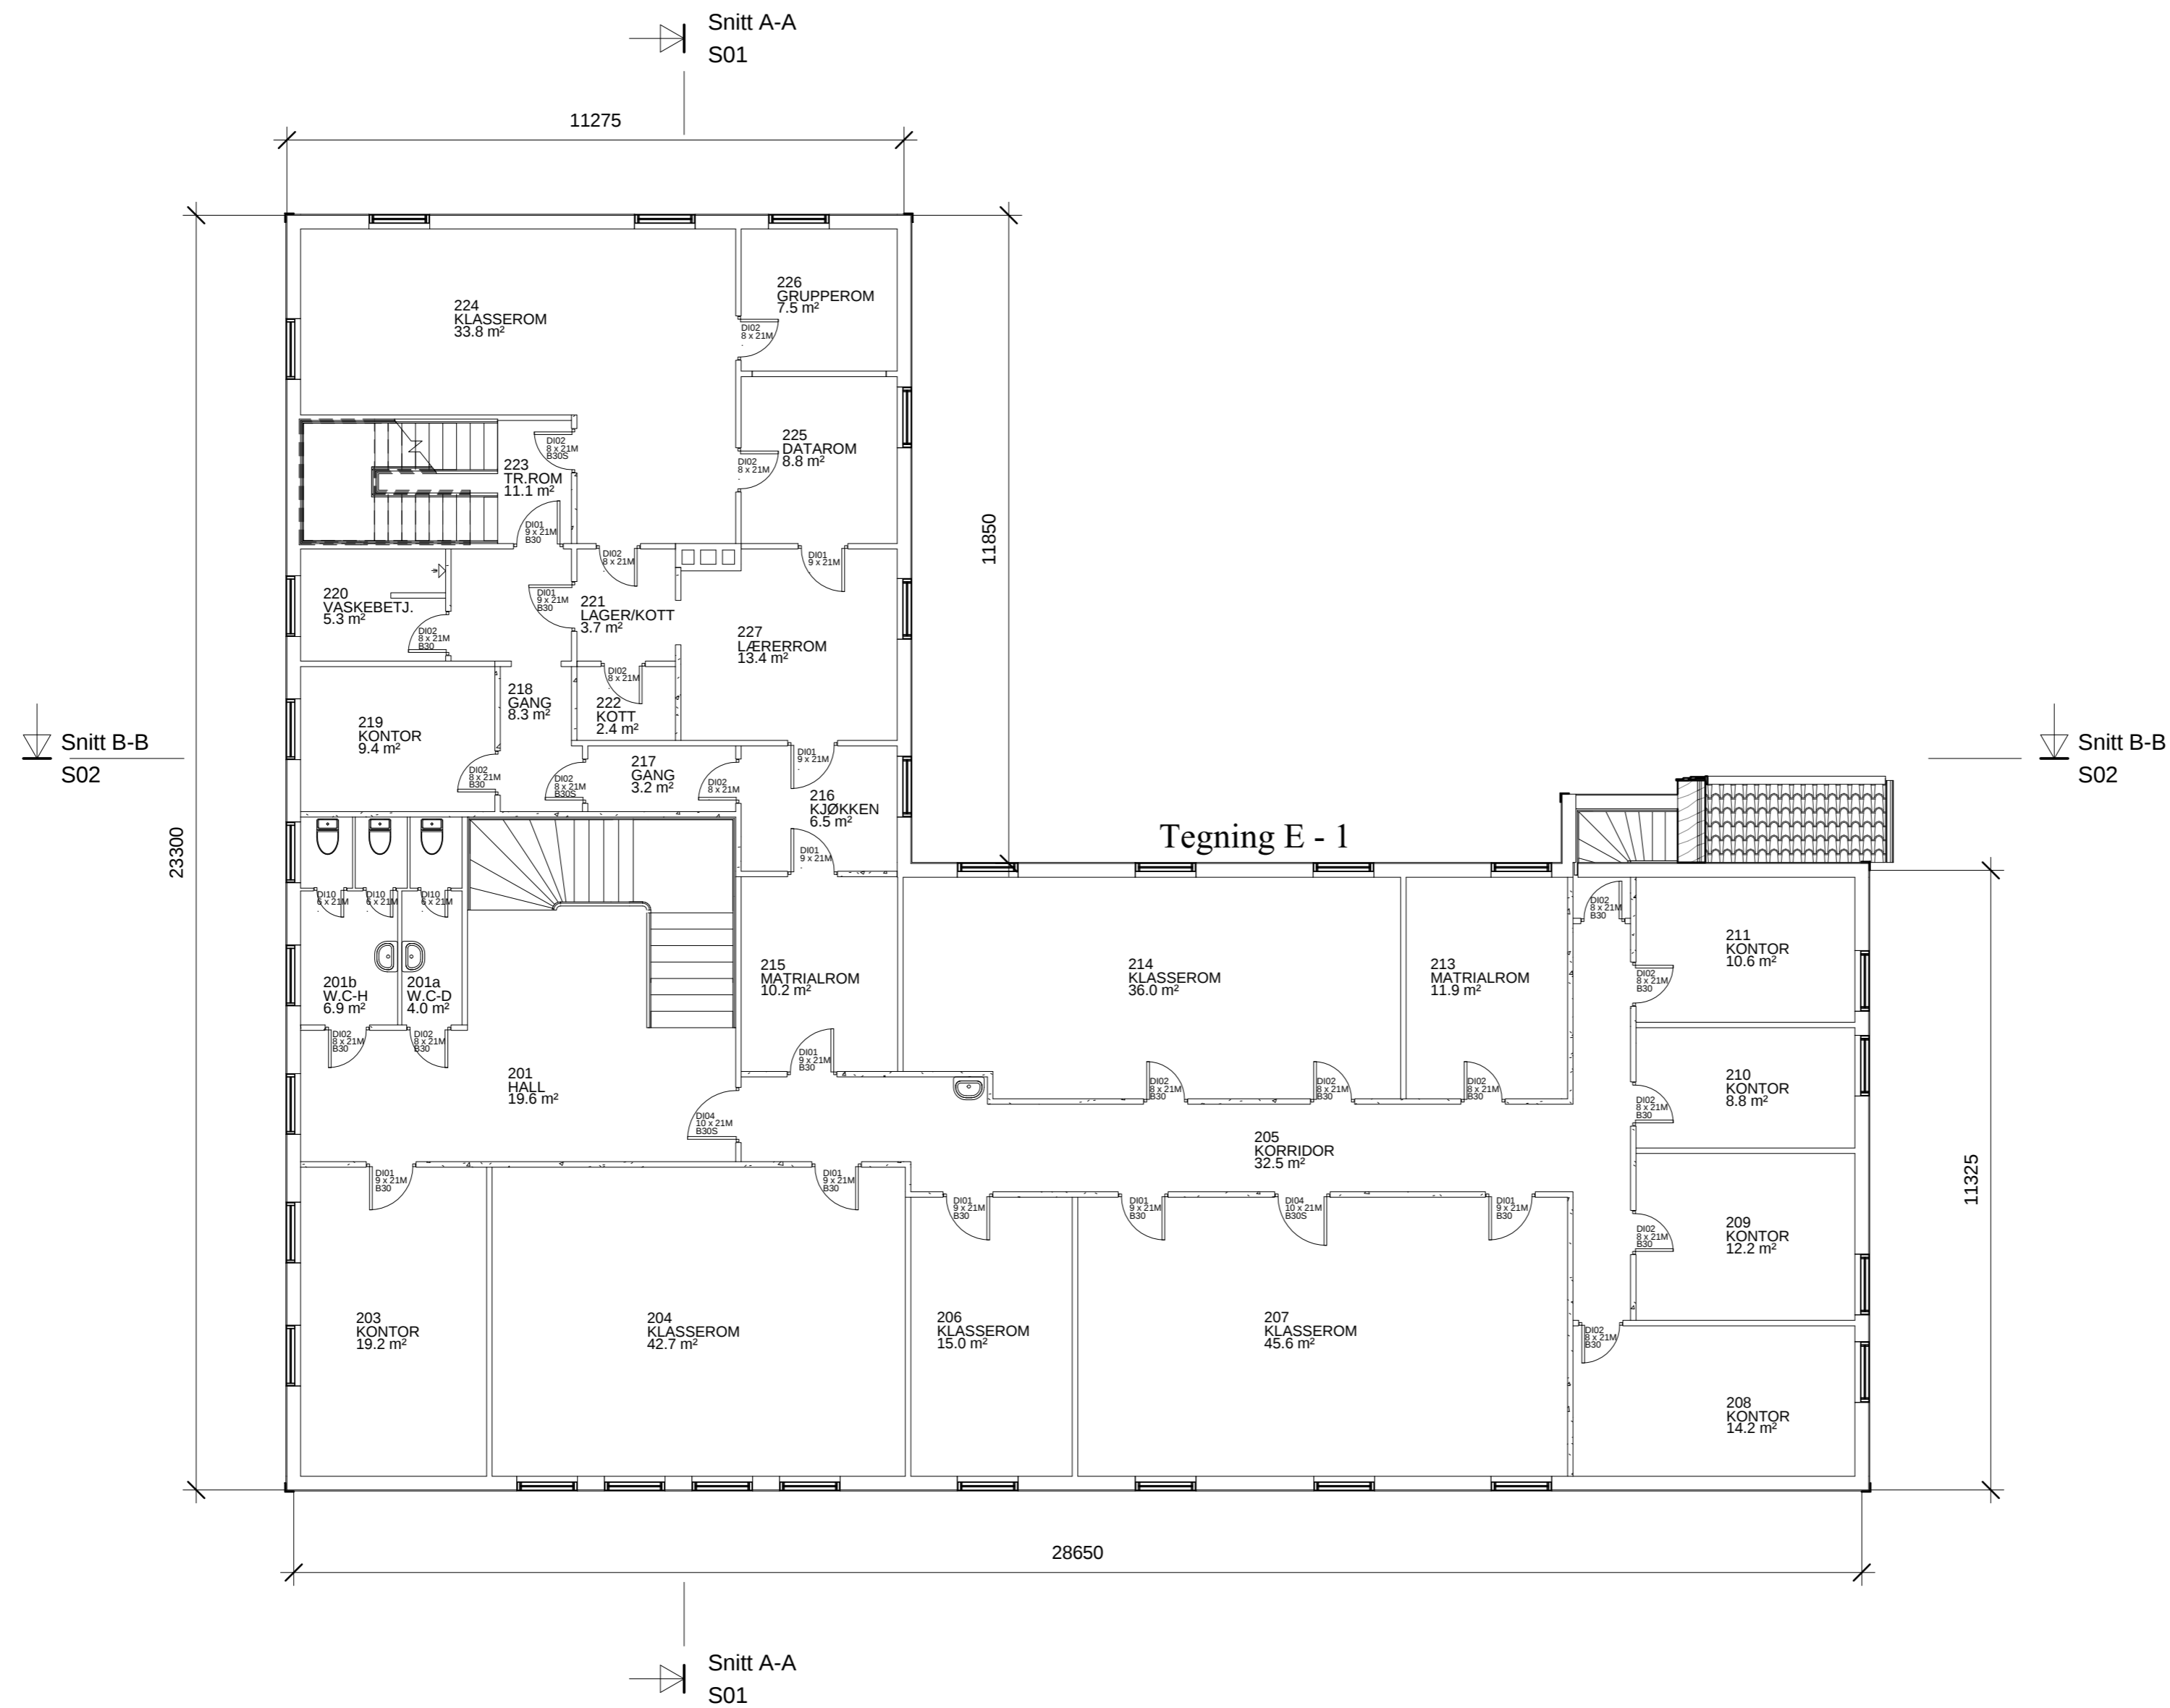 Snitt A-A
S01
11275
226
GRUPPEROM
7.5 m²
224
KLASSEROM
33.8 m²
DI02
8 x 21M
225
DATAROM
8.8 m²
DI02
8 x 21M
B30S
DI02
8 x 21M
223
TR.ROM
11.1 m²
DI01
9 x 21M
B30
11850
DI02
8 x 21M
DI01
9 x 21M
220
VASKEBETJ.
5.3 m²
DI01
9 x 21M
B30
221
LAGER/KOTT
3.7 m²
227
LÆRERROM
13.4 m²
DI02
8 x 21M
B30
DI02
8 x 21M
218
GANG
8.3 m²
222
KOTT
2.4 m²
219
KONTOR
9.4 m²
Snitt B-B
S02
Snitt B-B
S02
DI02
8 x 21M
B30
DI02
8 x 21M
B30S
217
GANG
3.2 m²
DI02
8 x 21M
DI01
9 x 21M
216
KJØKKEN
6.5 m²
Tegning E - 1
23300
DI01
9 x 21M
DI10
6 x 21M
DI10
6 x 21M
DI10
6 x 21M
DI02
8 x 21M
B30
201b
W.C-H
6.9 m²
201a
W.C-D
4.0 m²
215
MATRIALROM
10.2 m²
214
KLASSEROM
36.0 m²
213
MATRIALROM
11.9 m²
211
KONTOR
10.6 m²
DI02
8 x 21M
B30
DI02
8 x 21M
B30
DI02
8 x 21M
B30
DI01
9 x 21M
B30
201
HALL
19.6 m²
DI02
8 x 21M
B30
DI02
8 x 21M
B30
DI02
8 x 21M
B30
210
KONTOR
8.8 m²
DI02
8 x 21M
B30
DI04
10 x 21M
B30S
205
KORRIDOR
32.5 m²
11325
DI01
9 x 21M
B30
DI01
9 x 21M
B30
DI01
9 x 21M
B30
DI01
9 x 21M
B30
DI04
10 x 21M
B30S
DI01
9 x 21M
B30
DI02
8 x 21M
B30
209
KONTOR
12.2 m²
203
KONTOR
19.2 m²
204
KLASSEROM
42.7 m²
206
KLASSEROM
15.0 m²
207
KLASSEROM
45.6 m²
DI02
8 x 21M
B30
208
KONTOR
14.2 m²
28650
Snitt A-A
S01